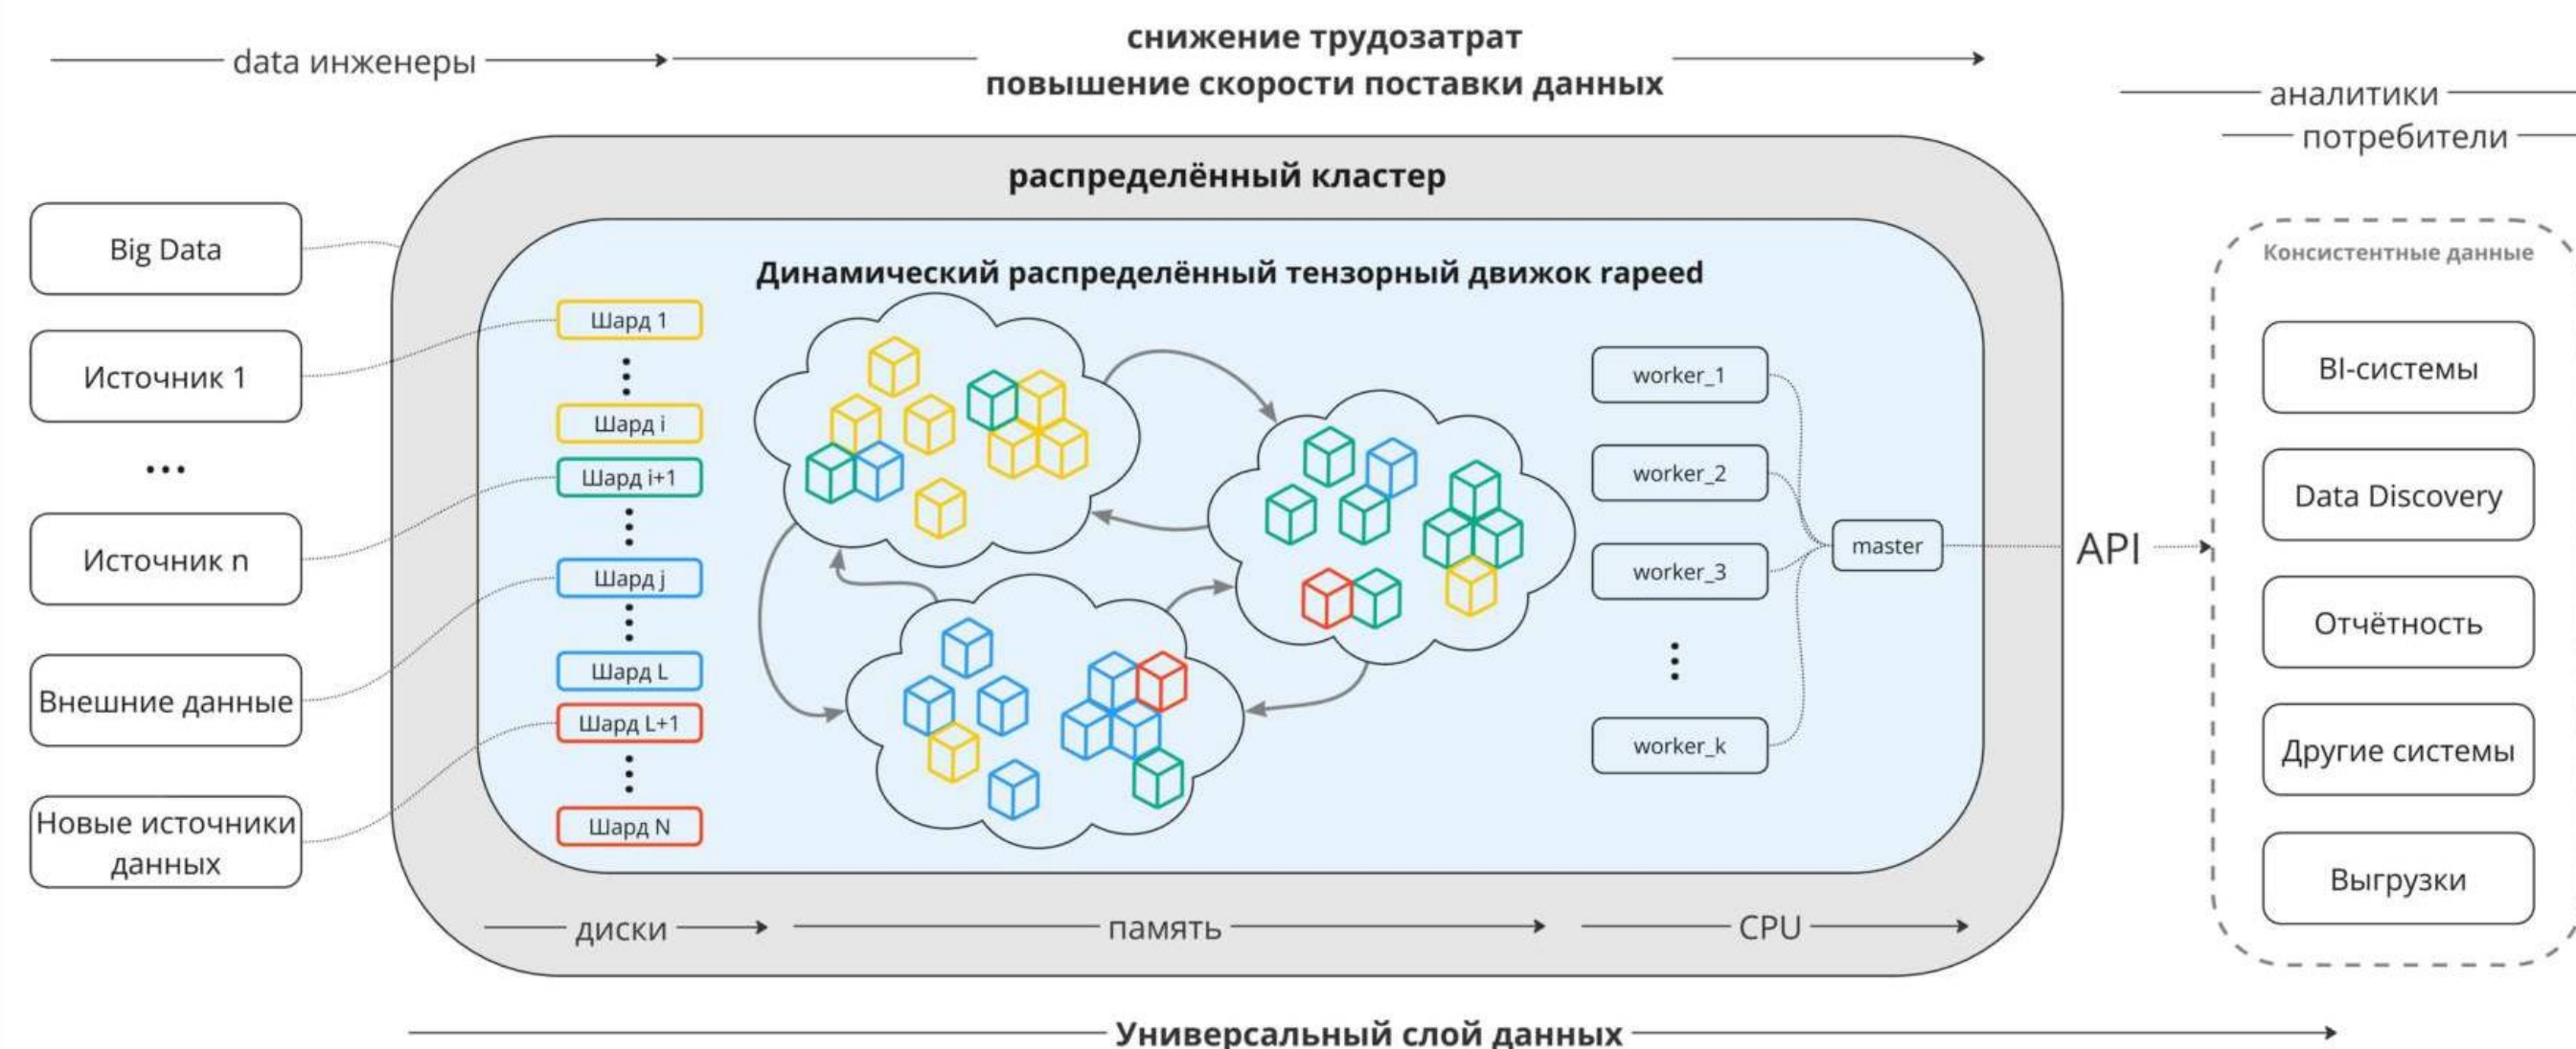 data инженеры
снижение трудозатрат
повышение скорости поставки данных
аналитики
потребители
распределённый кластер
Big Data
Источник 1
...
Источник n
Внешние данные
Новые источники
данных
Динамический распределённый тензорный движок rapeed
Шард 1
Шард i
Шард i+1
Шард j
Шард L
Шард L+1
Шард N
worker_1
worker_2
worker_3
worker_k
master
API
Консистентные данные
BI-системы
Data Discovery
Отчётность
Другие системы
Выгрузки
диски
память
CPU
Универсальный слой данных